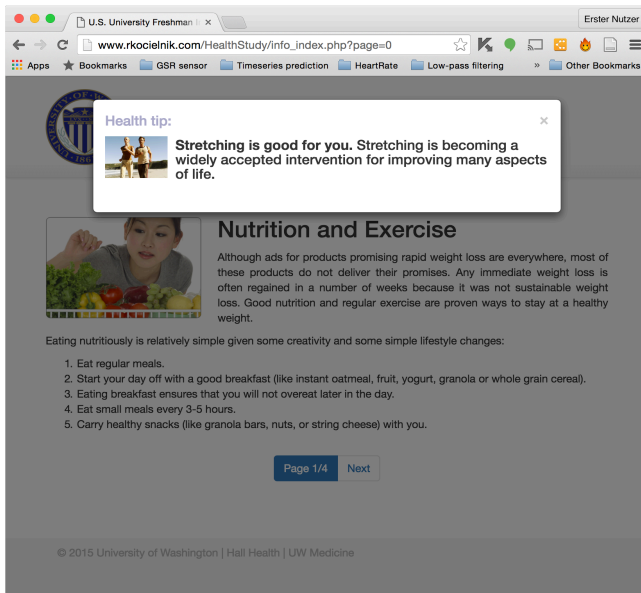 U.S. University Freshman
Erster Nutzer
www.rkocielnik.com/HealthStudy/info_index.php?page=0
Apps Bookmarks GSR sensor Timeseries prediction HeartRate Low-pass filtering » Other Bookmarks
Health tip: ×
Stretching is good for you. Stretching is becoming a
widely accepted intervention for improving many aspects
of life.
Nutrition and Exercise
Although ads for products promising rapid weight loss are everywhere, most of
these products do not deliver their promises. Any immediate weight loss is
often regained in a number of weeks because it was not sustainable weight
loss. Good nutrition and regular exercise are proven ways to stay at a healthy
weight.
Eating nutritiously is relatively simple given some creativity and some simple lifestyle changes:
1. Eat regular meals.
2. Start your day off with a good breakfast (like instant oatmeal, fruit, yogurt, granola or whole grain cereal).
3. Eating breakfast ensures that you will not overeat later in the day.
4. Eat small meals every 3-5 hours.
5. Carry healthy snacks (like granola bars, nuts, or string cheese) with you.
Page 1/4 Next
© 2015 University of Washington | Hall Health | UW Medicine